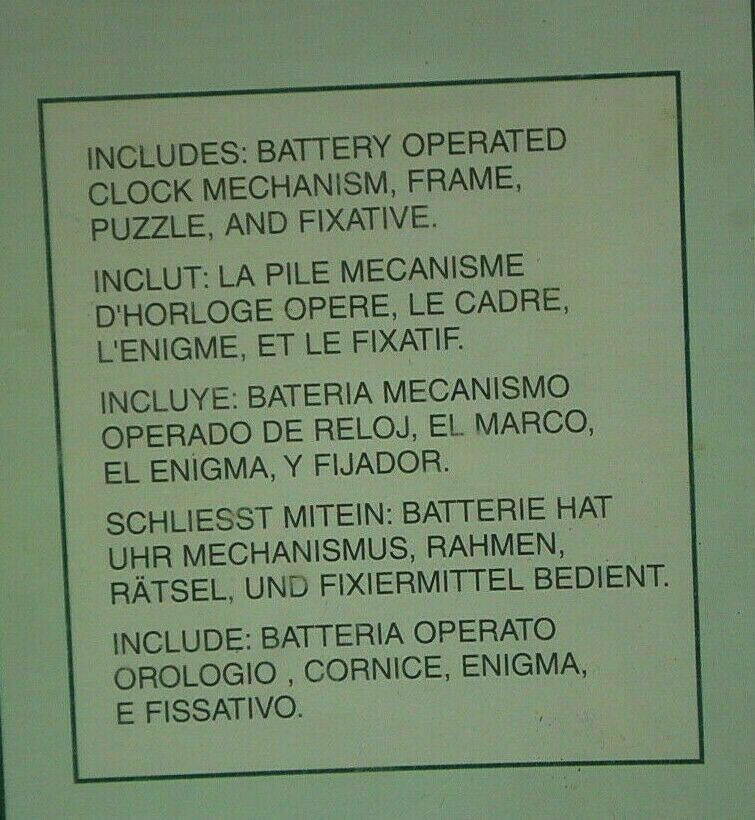 INCLUDES: BATTERY OPERATED
CLOCK MECHANISM, FRAME,
PUZZLE, AND FIXATIVE.
INCLUT: LA PILE MECANISME
D'HORLOGE OPERE, LE CADRE,
L'ENIGME, ET LE FIXATIF.
INCLUYE: BATERIA MECANISMO
OPERADO DE RELOJ, EL MARCO,
EL ENIGMA, Y FIJADOR.
SCHLIESST MITEIN: BATTERIE HAT
UHR MECHANISMUS, RAHMEN,
RÄTSEL, UND FIXIERMITTEL BEDIENT.
INCLUDE: BATTERIA OPERATO
OROLOGIO , CORNICE, ENIGMA,
E FISSATIVO.